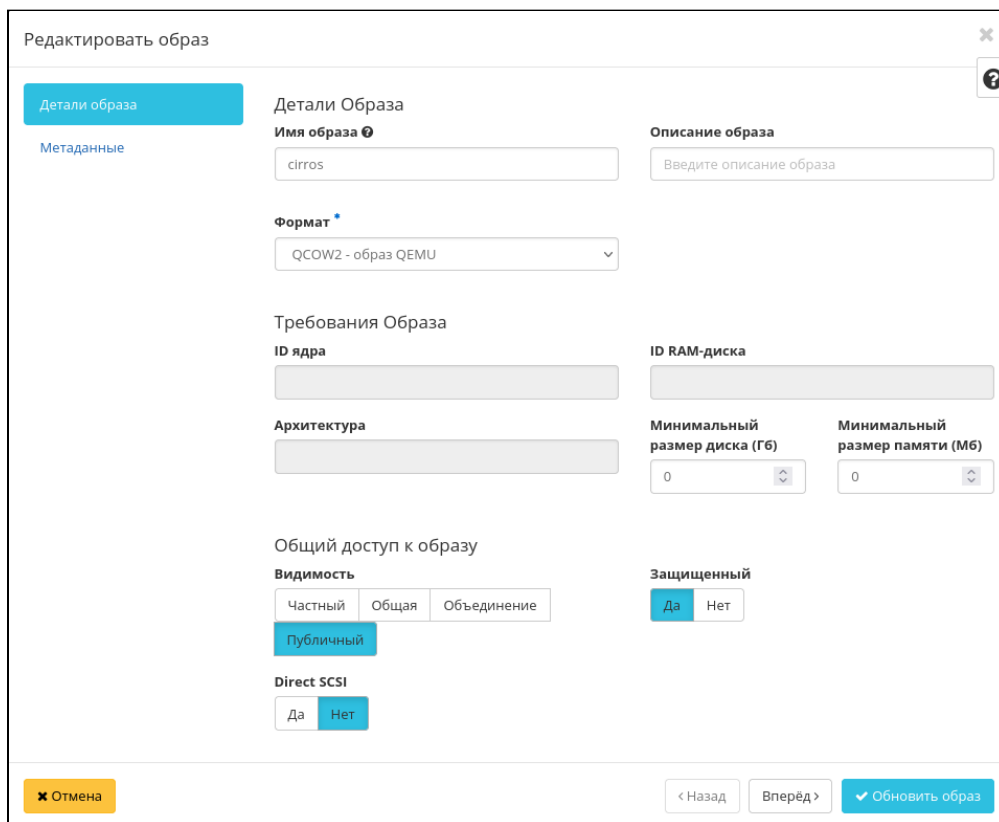 Редактировать образ
Детали образа
Метаданные
Детали Образа
Имя образа
Описание образа
cirros
Введите описание образа
Формат *
QCOW2 - образ QEMU
Требования Образа
ID ядра
ID RAM-диска
Архитектура
Минимальный
размер диска (Гб)
Минимальный
размер памяти (Мб)
0
0
Общий доступ к образу
Видимость
Защищенный
Частный Общая Объединение
Да Нет
Публичный
Direct SCSI
Да Нет
✖ Отмена
< Назад
Вперёд >
✔ Обновить образ